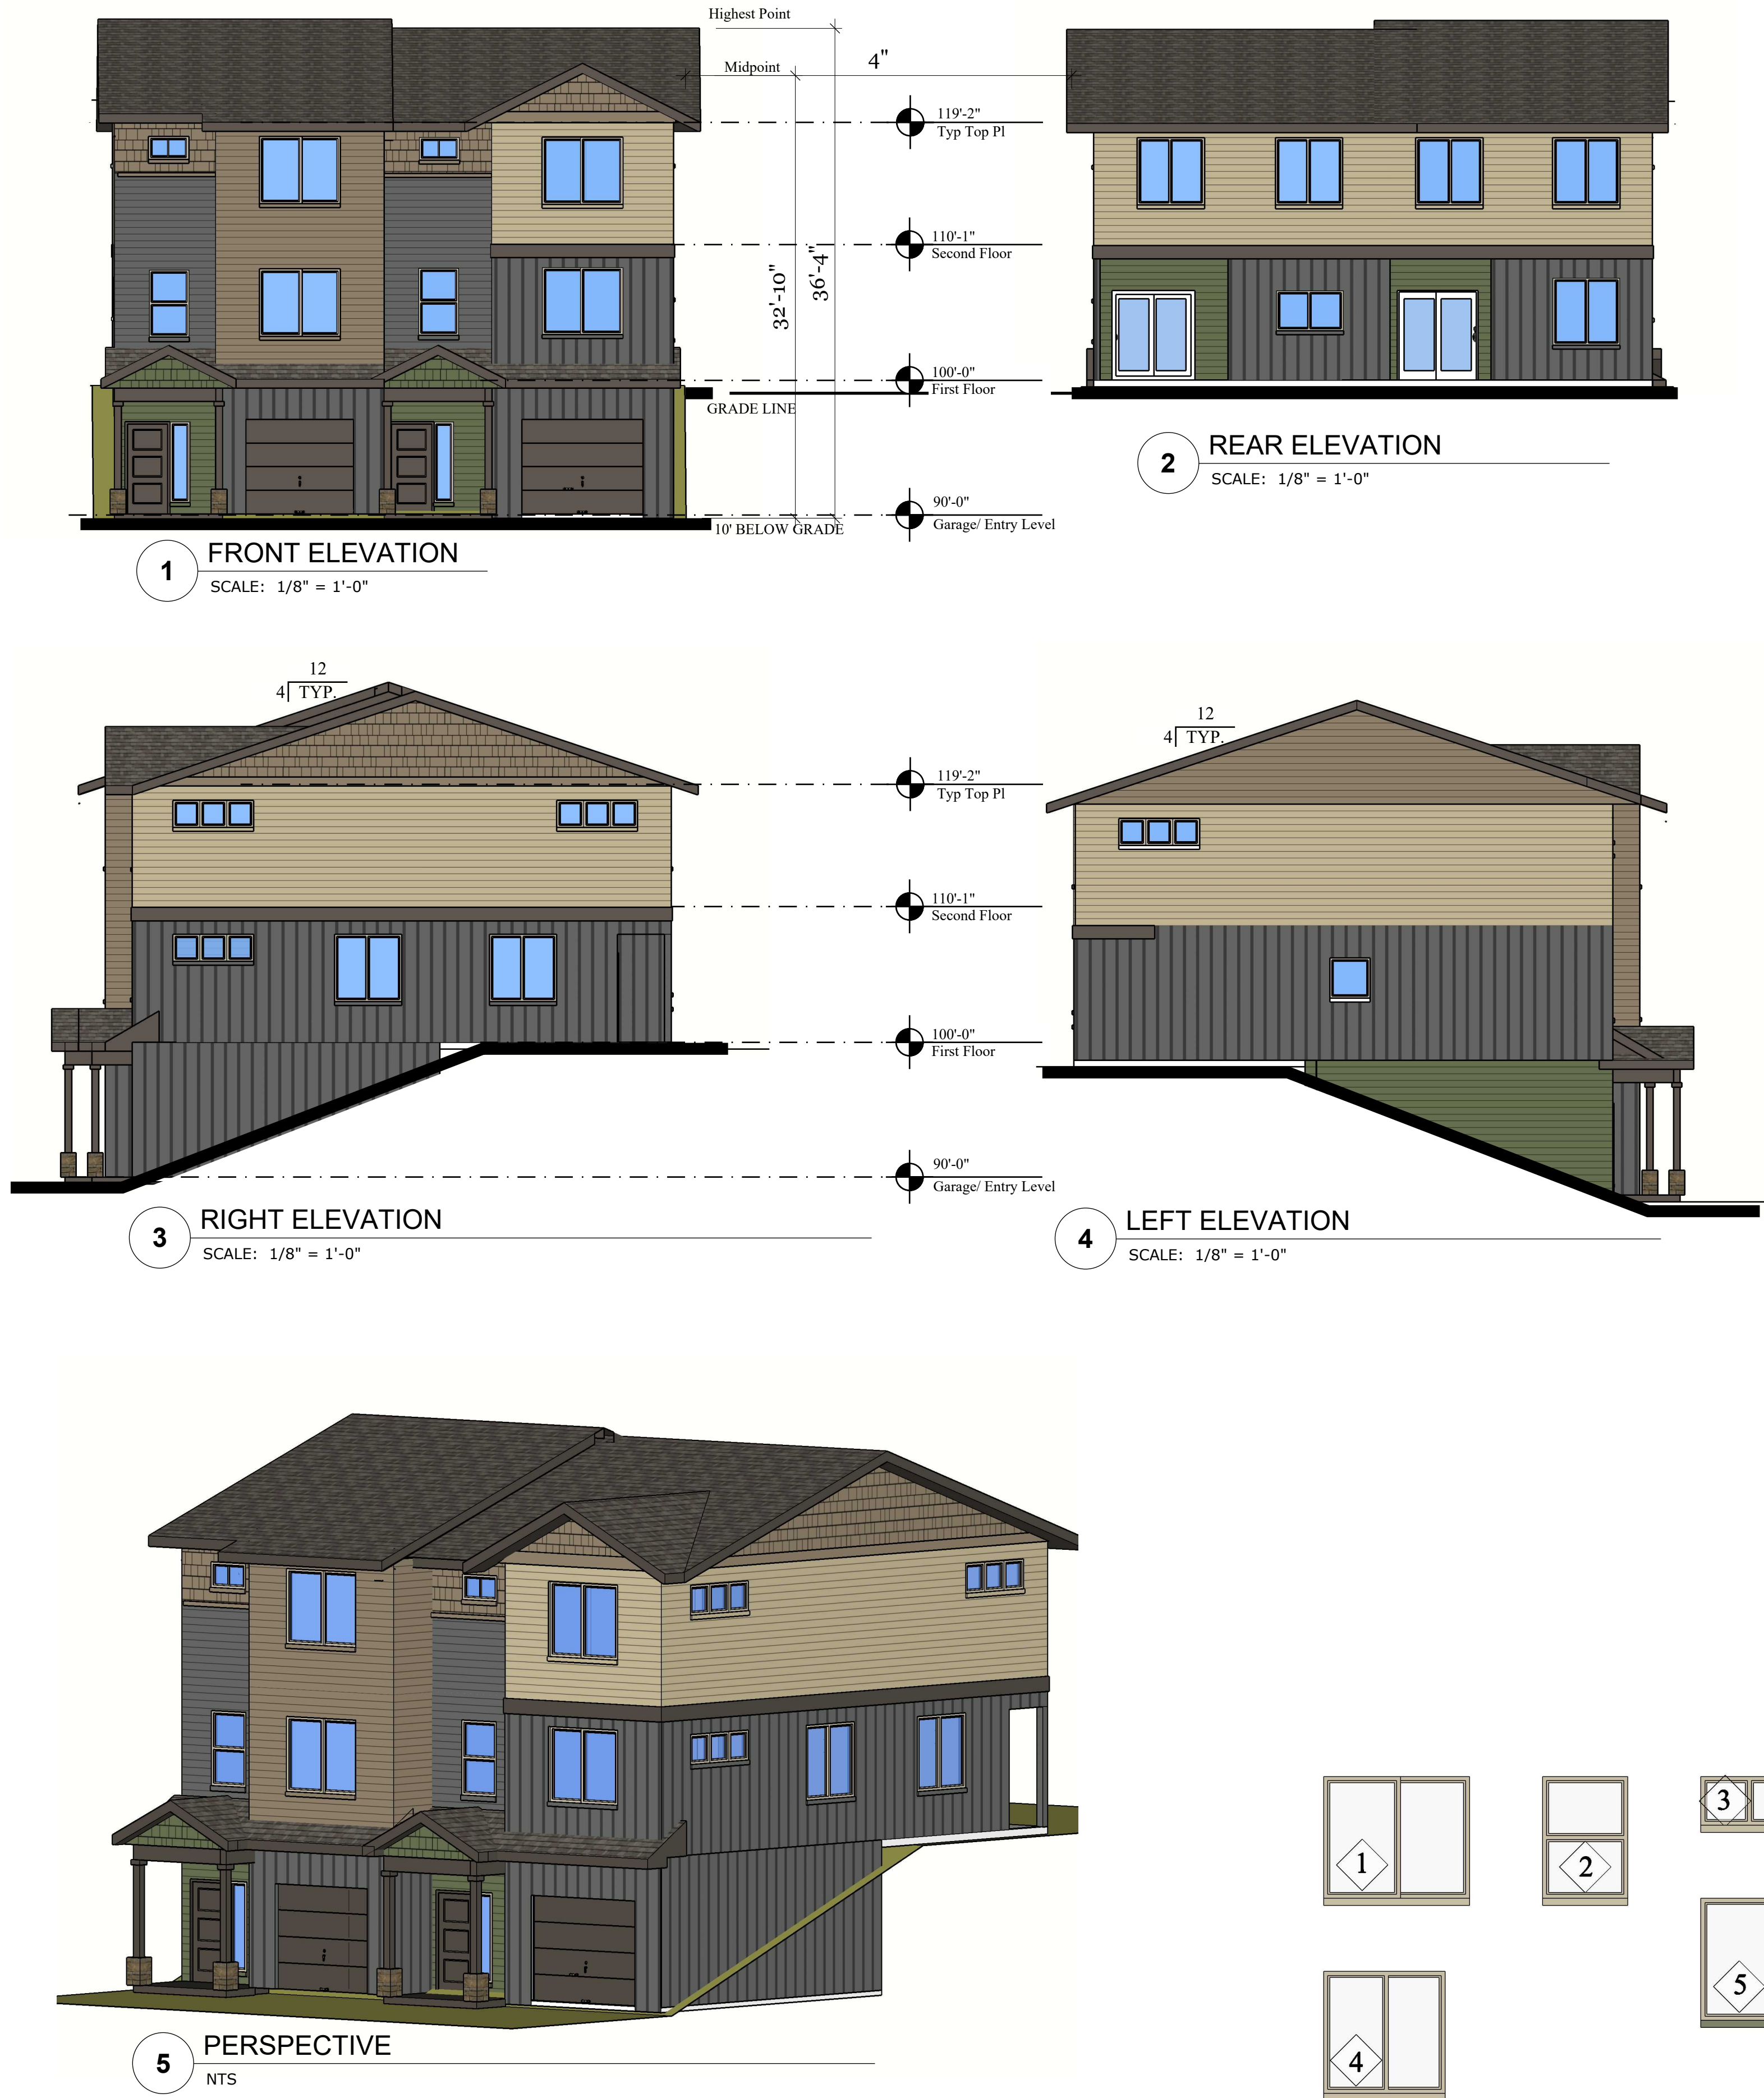 Highest Point
Midpoint
4"
119'-2"
Typ Top Pl
110'-1"
Second Floor
32'-10"
36'-4"
100'-0"
First Floor
GRADE LINE
90'-0"
Garage/ Entry Level
10' BELOW GRADE
1
FRONT ELEVATION
SCALE: 1/8" = 1'-0"
2
REAR ELEVATION
SCALE: 1/8" = 1'-0"
12
4 TYP.
12
4 TYP.
119'-2"
Typ Top Pl
110'-1"
Second Floor
100'-0"
First Floor
90'-0"
Garage/ Entry Level
3
RIGHT ELEVATION
SCALE: 1/8" = 1'-0"
4
LEFT ELEVATION
SCALE: 1/8" = 1'-0"
1
2
3
4
5
5
PERSPECTIVE
NTS